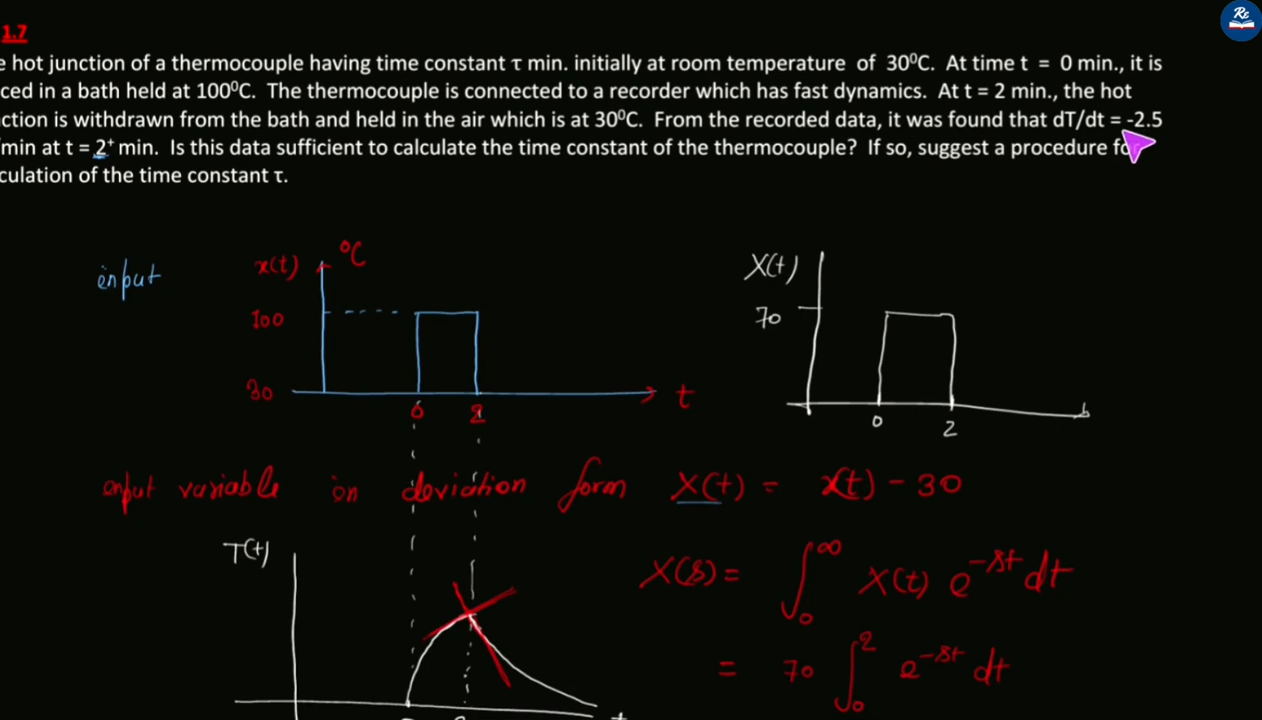 1.7
e hot junction of a thermocouple having time constant τ min. initially at room temperature of 30⁰C. At time t = 0 min., it is
ced in a bath held at 100⁰C. The thermocouple is connected to a recorder which has fast dynamics. At t = 2 min., the hot
ction is withdrawn from the bath and held in the air which is at 30⁰C. From the recorded data, it was found that dT/dt = -2.5
min at t = 2⁺ min. Is this data sufficient to calculate the time constant of the thermocouple? If so, suggest a procedure fo
culation of the time constant τ.
input
x(t) ⁰C
100
30
0 2 t
X(t)
70
0 2
input variable in deviation form X(t) = x(t) - 30
T(t)
X(s) = ∫₀^∞ X(t) e^-st dt
= 70 ∫₀² e^-st dt